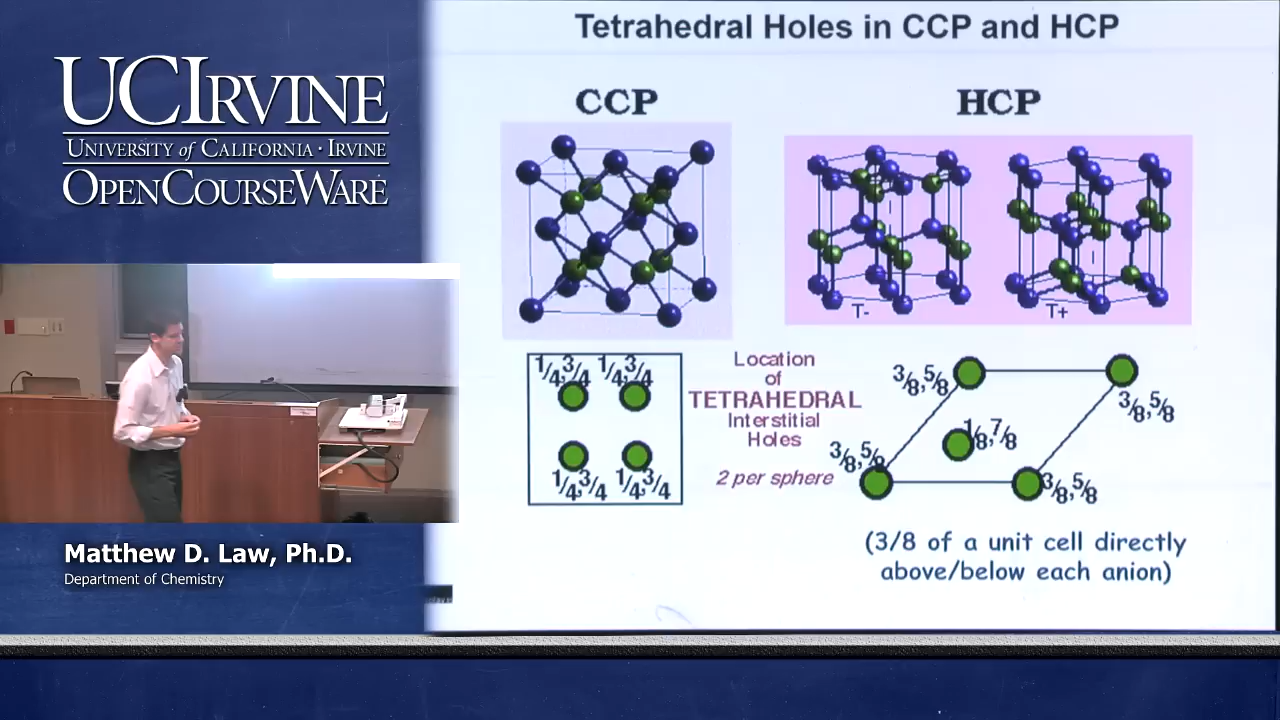 UCIRVINE
UNIVERSITY of CALIFORNIA · IRVINE
OPENCOURSEWARE
Matthew D. Law, Ph.D.
Department of Chemistry
Tetrahedral Holes in CCP and HCP
CCP
HCP
T-
T+
1/4,3/4 1/4,3/4
1/4,3/4 1/4,3/4
Location
of
TETRAHEDRAL
Interstitial
Holes
2 per sphere
3/8,5/8
3/8,5/8
1/8,7/8
3/8,5/8
3/8,5/8
(3/8 of a unit cell directly
above/below each anion)